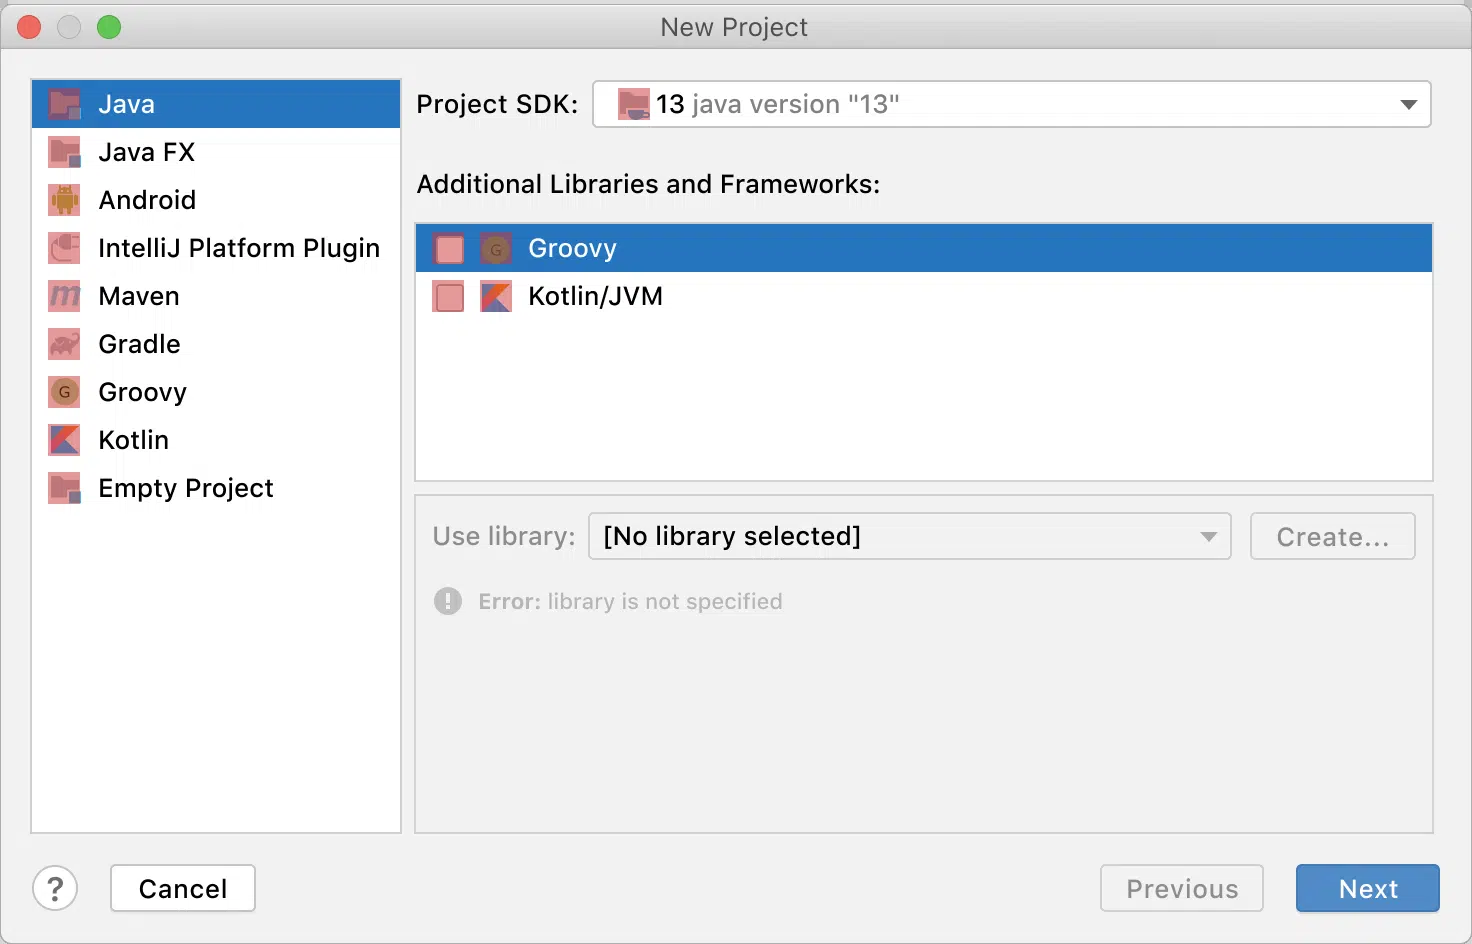 New Project
Java
Java FX
Android
IntelliJ Platform Plugin
Maven
Gradle
G Groovy
Kotlin
Empty Project
Project SDK: 13 java version "13"
Additional Libraries and Frameworks:
G Groovy
Kotlin/JVM
Use library: [No library selected] Create...
! Error: library is not specified
? Cancel Previous Next